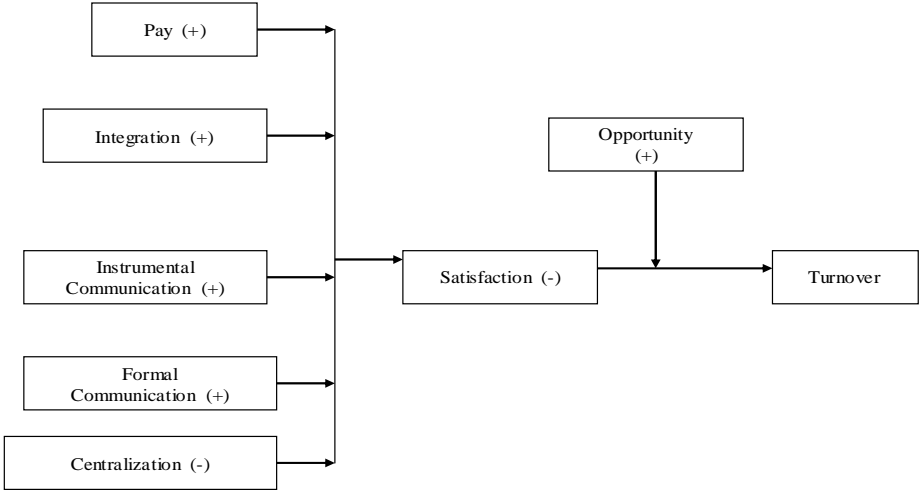 Pay (+)
Integration (+)
Opportunity
(+)
Instrumental
Communication (+)
Satisfaction (-)
Turnover
Formal
Communication (+)
Centralization (-)